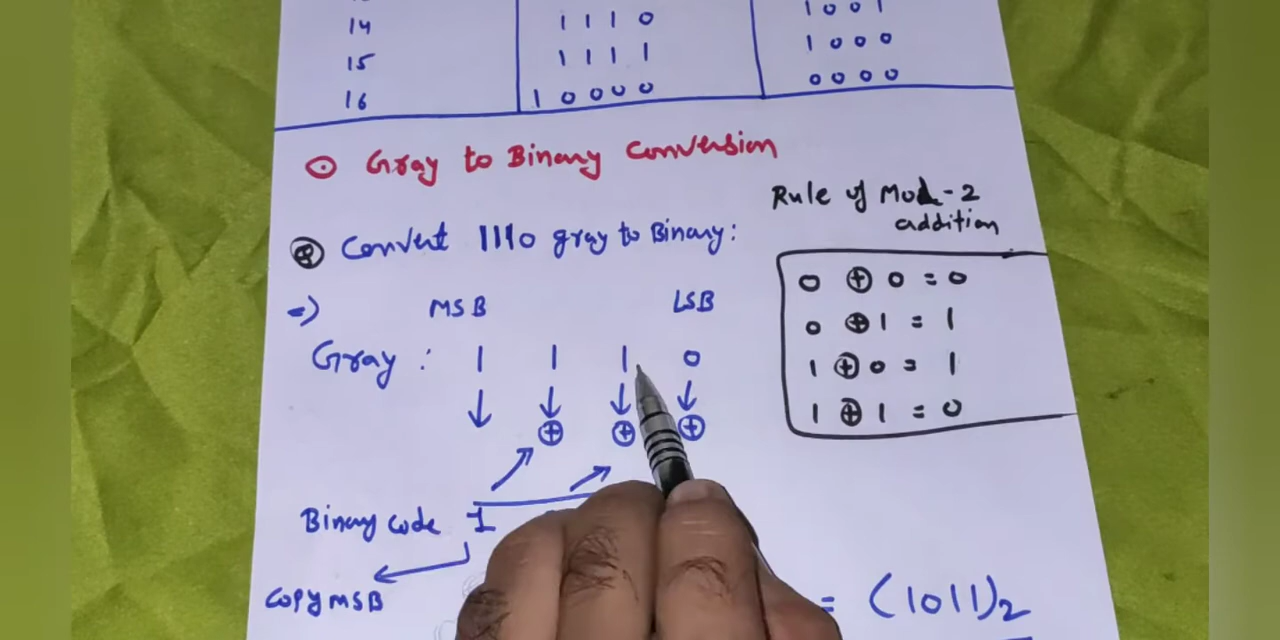 14 1110 1001
15 1111 1000
16 10000 0000
⊙ Gray to Binary Conversion
Rule of Mod-2
addition
Q Convert 1110 gray to Binary:
0 ⊕ 0 = 0
0 ⊕ 1 = 1
1 ⊕ 0 = 1
1 ⊕ 1 = 0
=> MSB LSB
Gray : 1 1 1 0
↓ ↓ ↓ ↓
⊕ ⊕ ⊕
Binary code 1
Copy MSB
= (1011)2